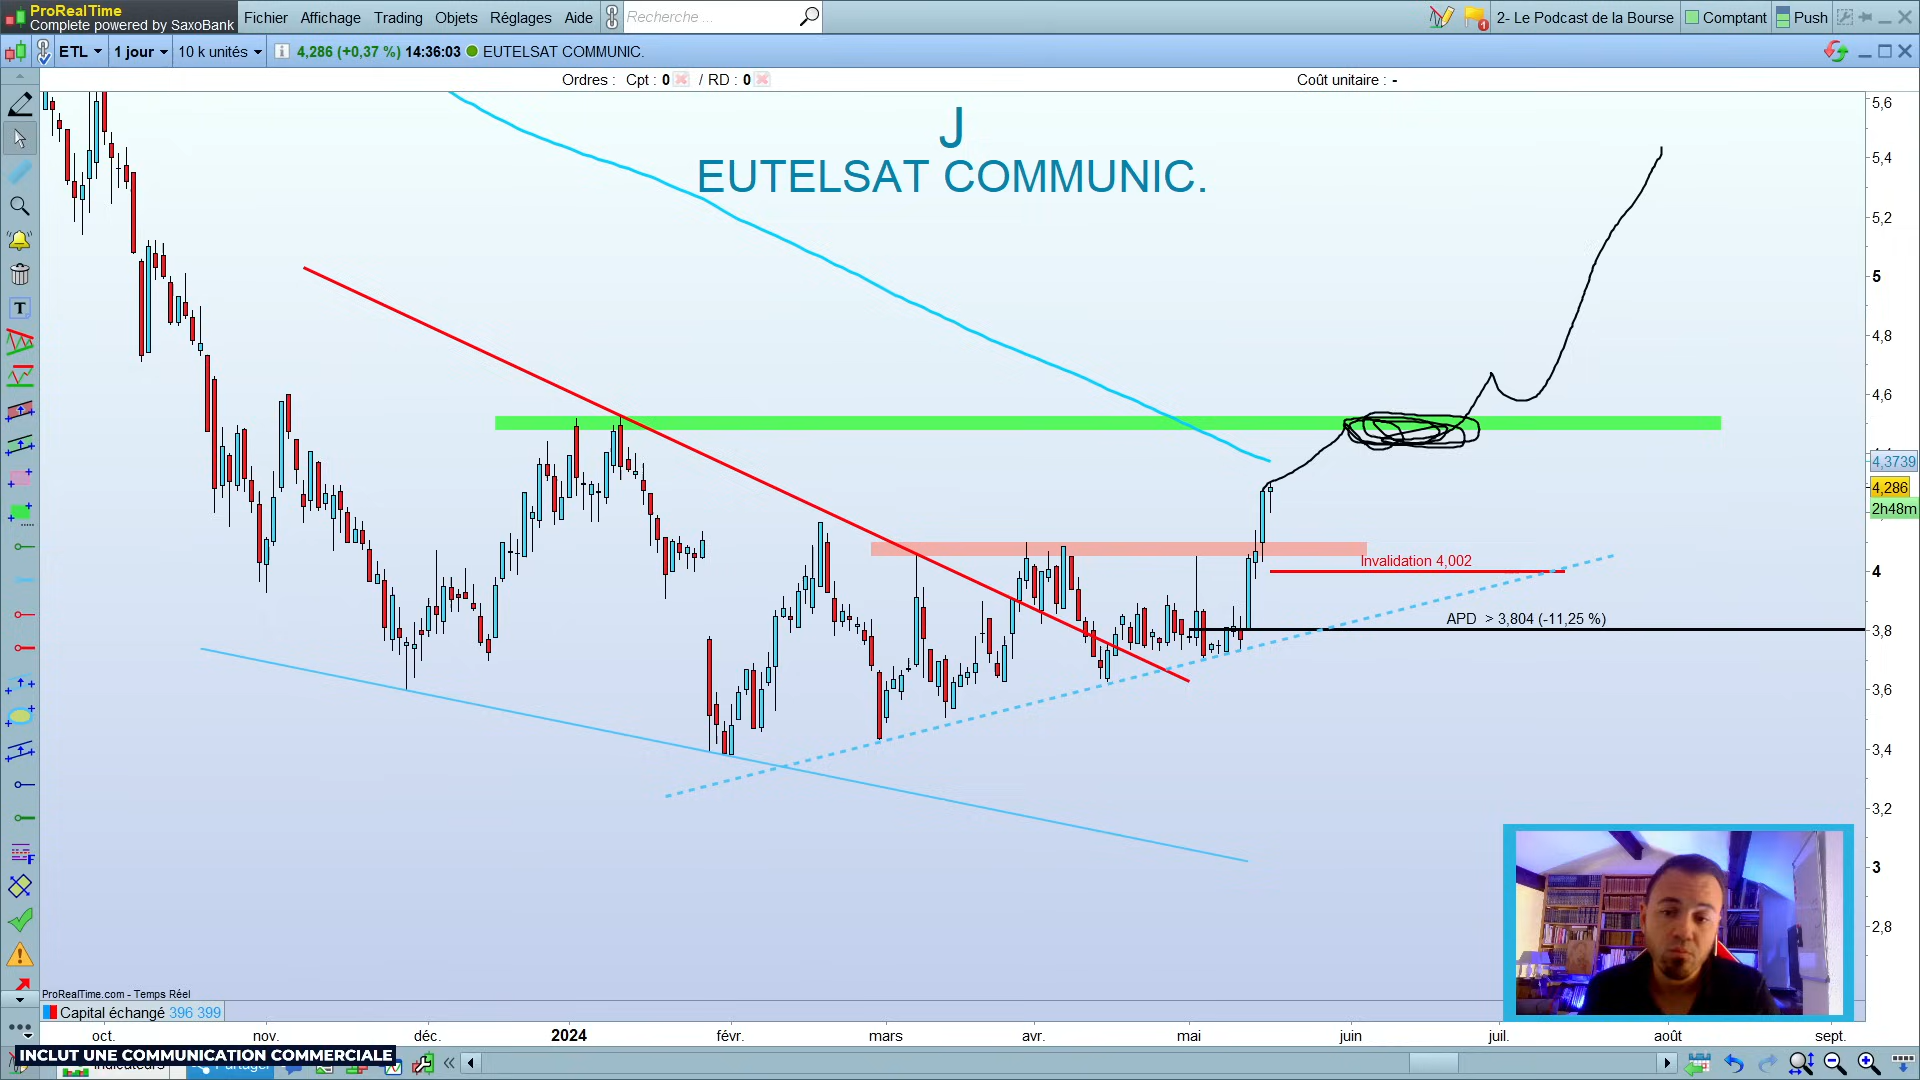 ProRealTime
Complete powered by SaxoBank
Fichier Affichage Trading Objets Réglages Aide
Recherche ...
2- Le Podcast de la Bourse
Comptant
Push
ETL 1 jour 10 k unités
4,286 (+0,37 %) 14:36:03 EUTELSAT COMMUNIC.
Ordres : Cpt : 0 / RD : 0
Coût unitaire : -
J
EUTELSAT COMMUNIC.
5,6
5,4
5,2
5
4,8
4,6
4,3739
4,286
2h48m
Invalidation 4,002
4
APD > 3,804 (-11,25 %)
3,8
3,6
3,4
3,2
3
2,8
ProRealTime.com - Temps Réel
Capital échangé 396 399
oct. nov. déc. 2024 févr. mars avr. mai juin juil. août sept.
INCLUT UNE COMMUNICATION COMMERCIALE